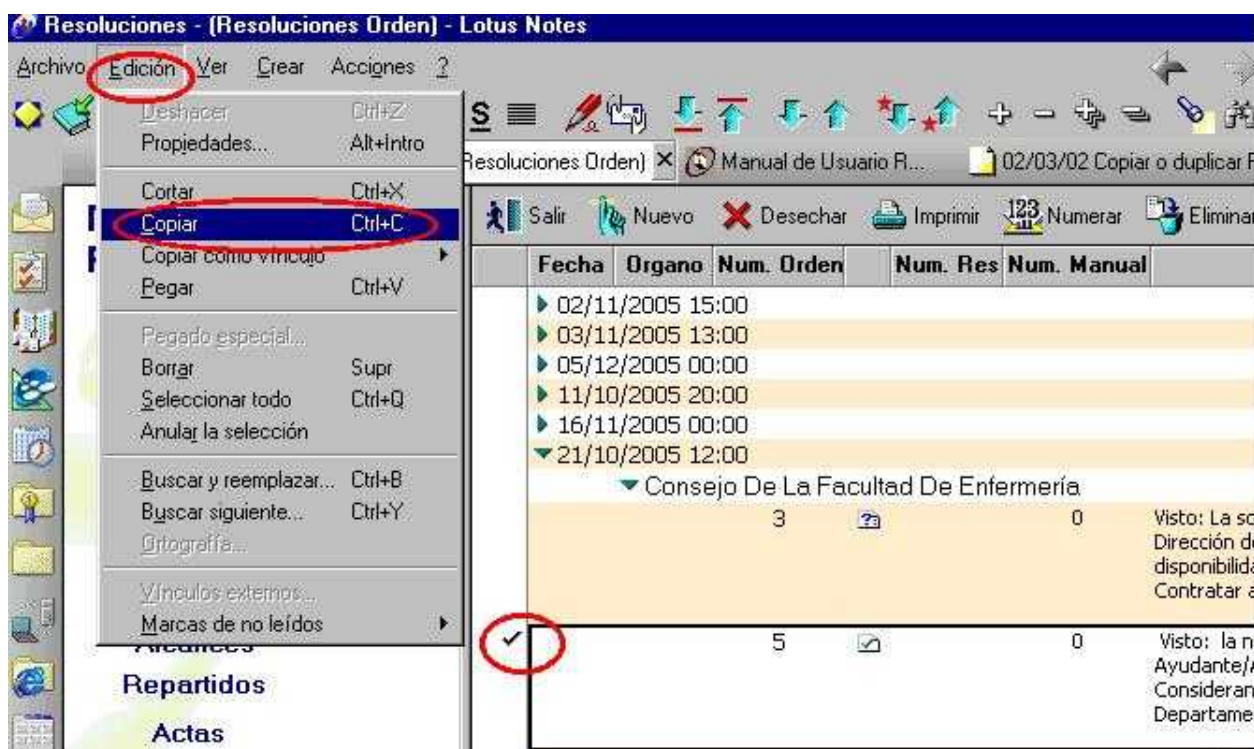 Resoluciones - (Resoluciones Orden) - Lotus Notes
Archivo Edición Ver Crear Acciones ?
Deshacer Ctrl+Z
Propiedades... Alt+Intro
Cortar Ctrl+X
Copiar Ctrl+C
Copiar como vínculo
Pegar Ctrl+V
Pegado especial...
Borrar Supr
Seleccionar todo Ctrl+Q
Anular la selección
Buscar y reemplazar... Ctrl+B
Buscar siguiente... Ctrl+Y
Ortografía...
Vínculos externos...
Marcas de no leídos
Alcances
Repartidos
Actas
S
Resoluciones Orden) Manual de Usuario R... 02/03/02 Copiar o duplicar
Salir Nuevo Desechar Imprimir 123 Numerar Eliminar
Fecha Organo Num. Orden Num. Res Num. Manual
02/11/2005 15:00
03/11/2005 13:00
05/12/2005 00:00
11/10/2005 20:00
16/11/2005 00:00
21/10/2005 12:00
Consejo De La Facultad De Enfermería
3 0 Visto: La
Dirección
Contratar
5 0 Visto: la
Ayudante/